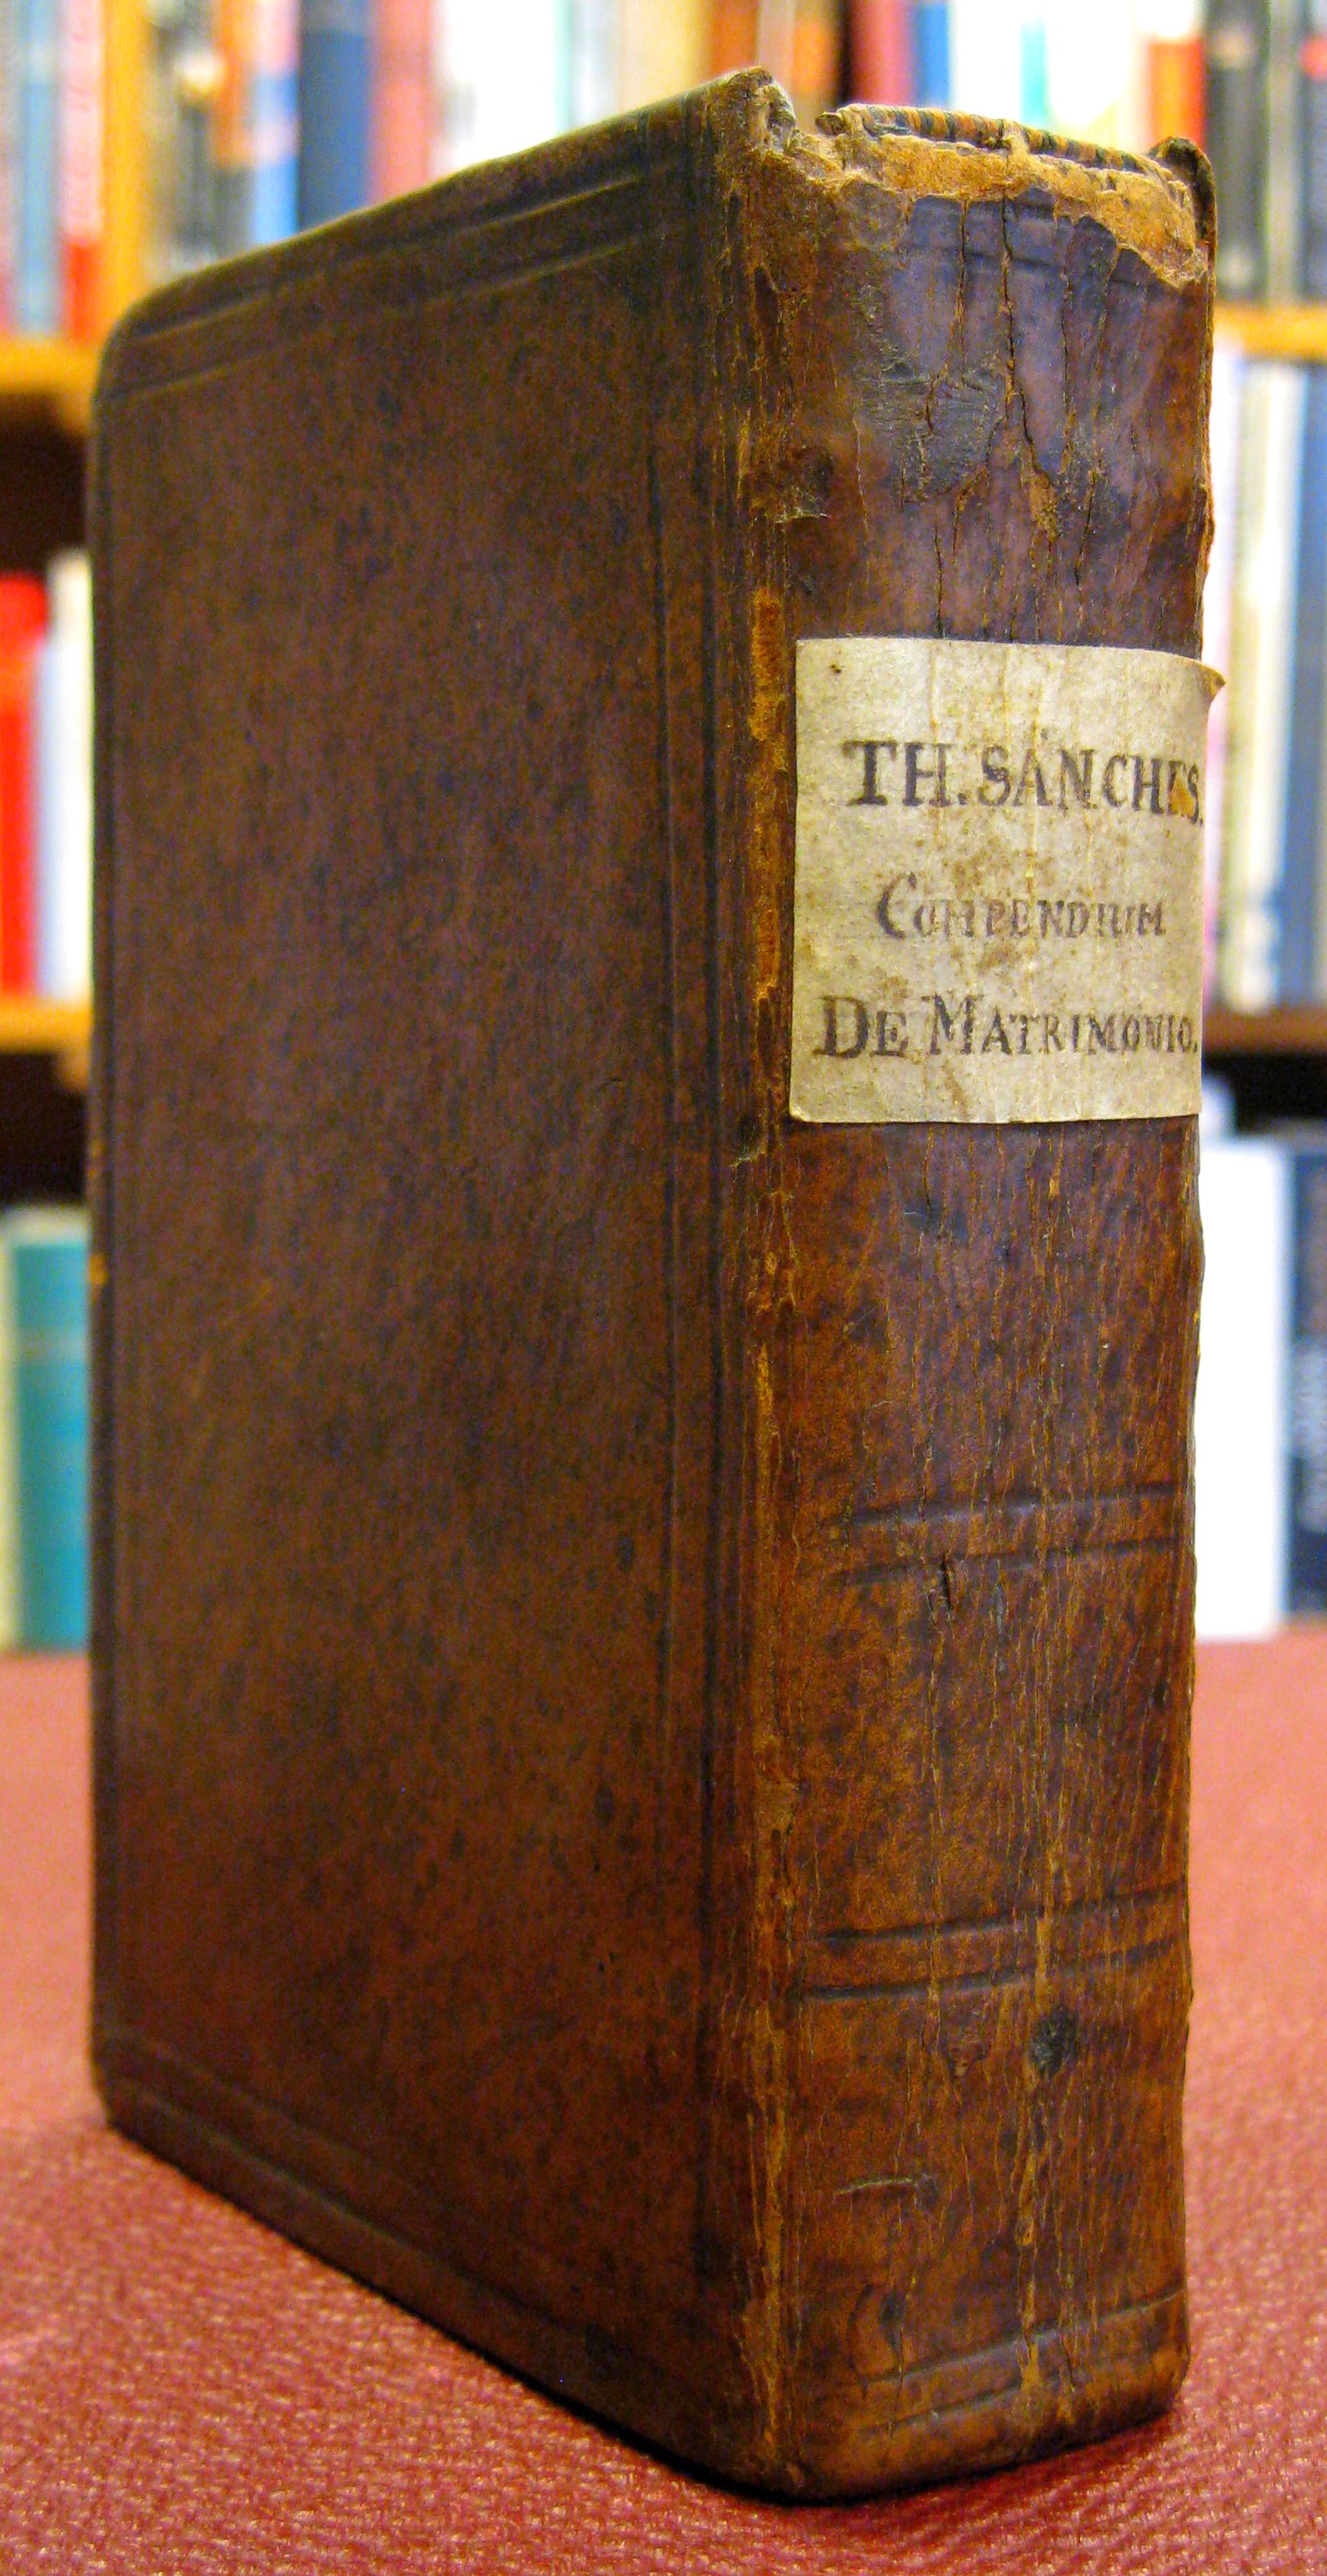 TH. SANCHES.
COMPENDIUM
DE MATRIMONIO.